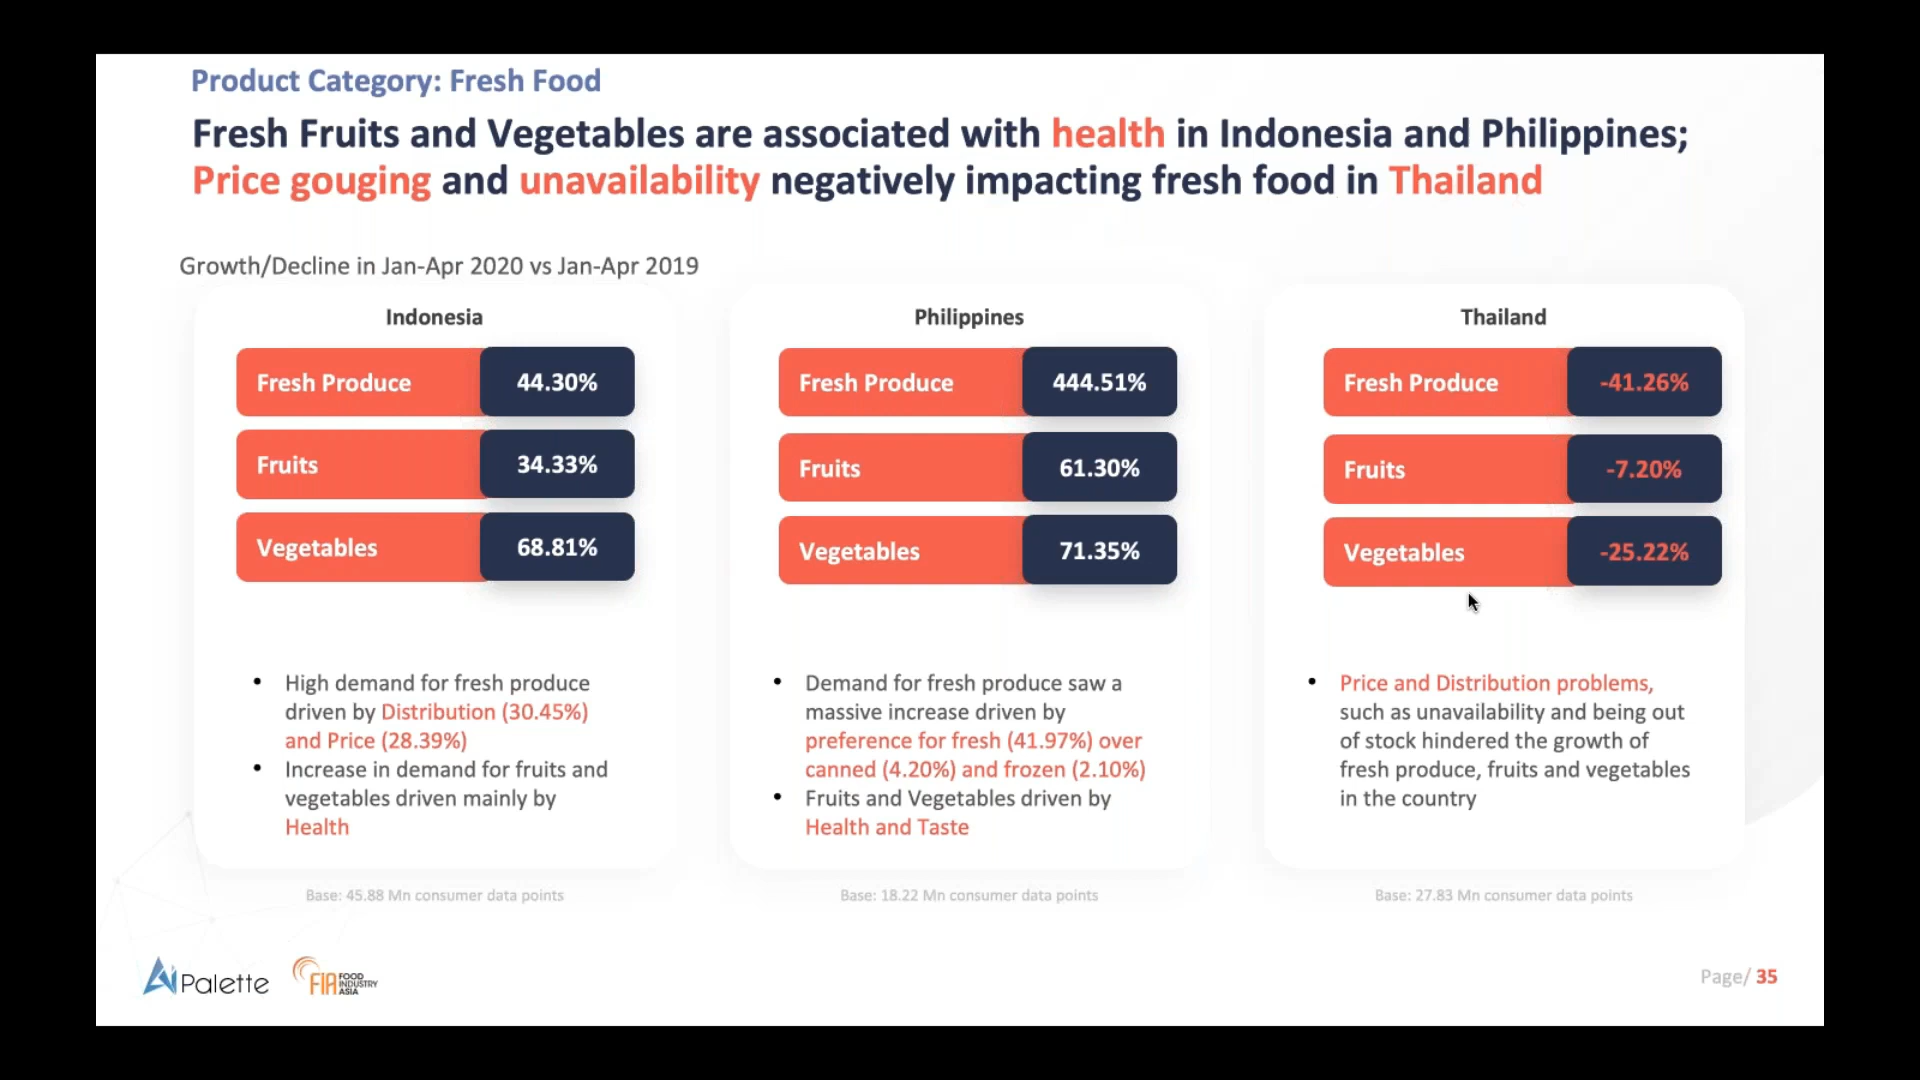 Product Category: Fresh Food
Fresh Fruits and Vegetables are associated with health in Indonesia and Philippines;
Price gouging and unavailability negatively impacting fresh food in Thailand
Growth/Decline in Jan-Apr 2020 vs Jan-Apr 2019
Indonesia
Fresh Produce 44.30%
Fruits 34.33%
Vegetables 68.81%
• High demand for fresh produce
driven by Distribution (30.45%)
and Price (28.39%)
• Increase in demand for fruits and
vegetables driven mainly by
Health
Base: 45.88 Mn consumer data points
Philippines
Fresh Produce 444.51%
Fruits 61.30%
Vegetables 71.35%
• Demand for fresh produce saw a
massive increase driven by
preference for fresh (41.97%) over
canned (4.20%) and frozen (2.10%)
• Fruits and Vegetables driven by
Health and Taste
Base: 18.22 Mn consumer data points
Thailand
Fresh Produce -41.26%
Fruits -7.20%
Vegetables -25.22%
• Price and Distribution problems,
such as unavailability and being out
of stock hindered the growth of
fresh produce, fruits and vegetables
in the country
Base: 27.83 Mn consumer data points
Ai Palette
FIA FOOD
INDUSTRY
ASIA
Page/ 35